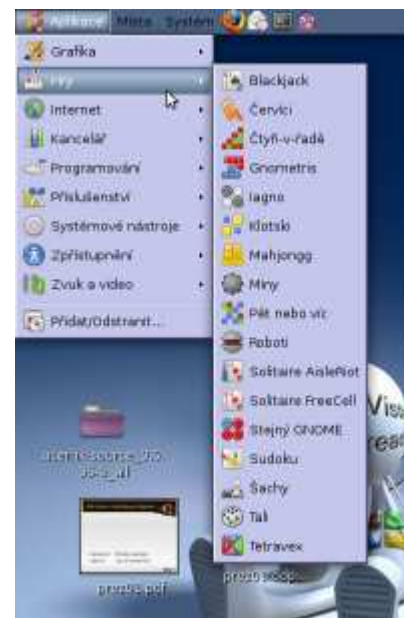 Aplikace Místa Systém
Grafika
Hry
Internet
Kancelář
Programování
Příslušenství
Systémové nástroje
Zpřístupnění
Zvuk a video
Přidat/Odstranit...
Blackjack
Červíci
Čtyři-v-řadě
Gnometris
Iagno
Klotski
Mahjongg
Miny
Pět nebo víc
Roboti
Solitaire AisleRiot
Solitaire FreeCell
Stejný GNOME
Sudoku
Šachy
Tali
Tetravex
prezba.pdf